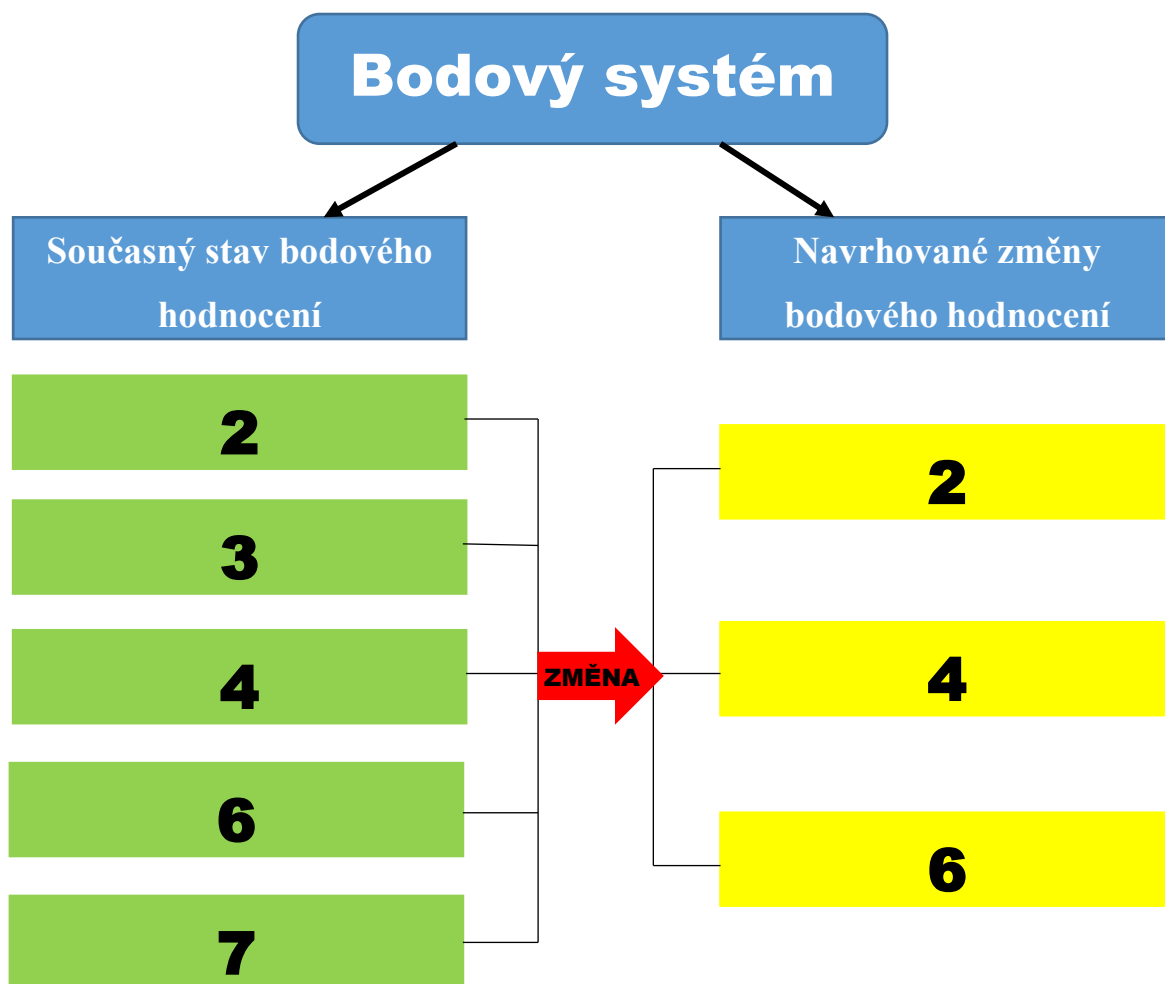 Bodový systém
Současný stav bodového
hodnocení
Navrhované změny
bodového hodnocení
2
3
4
6
7
ZMĚNA
2
4
6